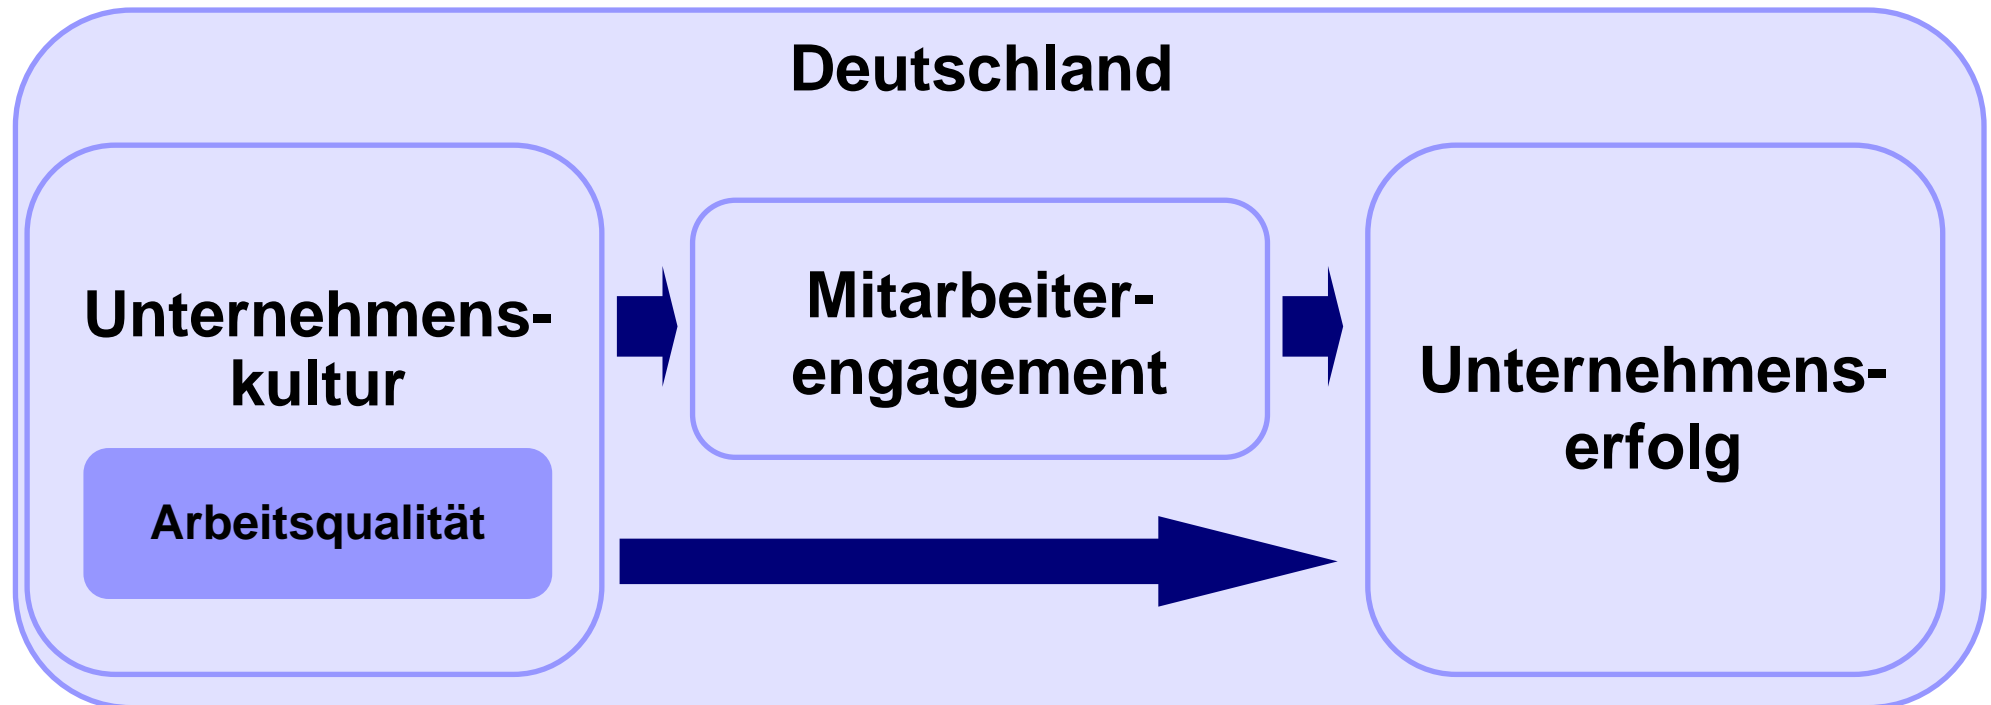 Deutschland
Unternehmens-
kultur
Arbeitsqualität
Mitarbeiter-
engagement
Unternehmens-
erfolg